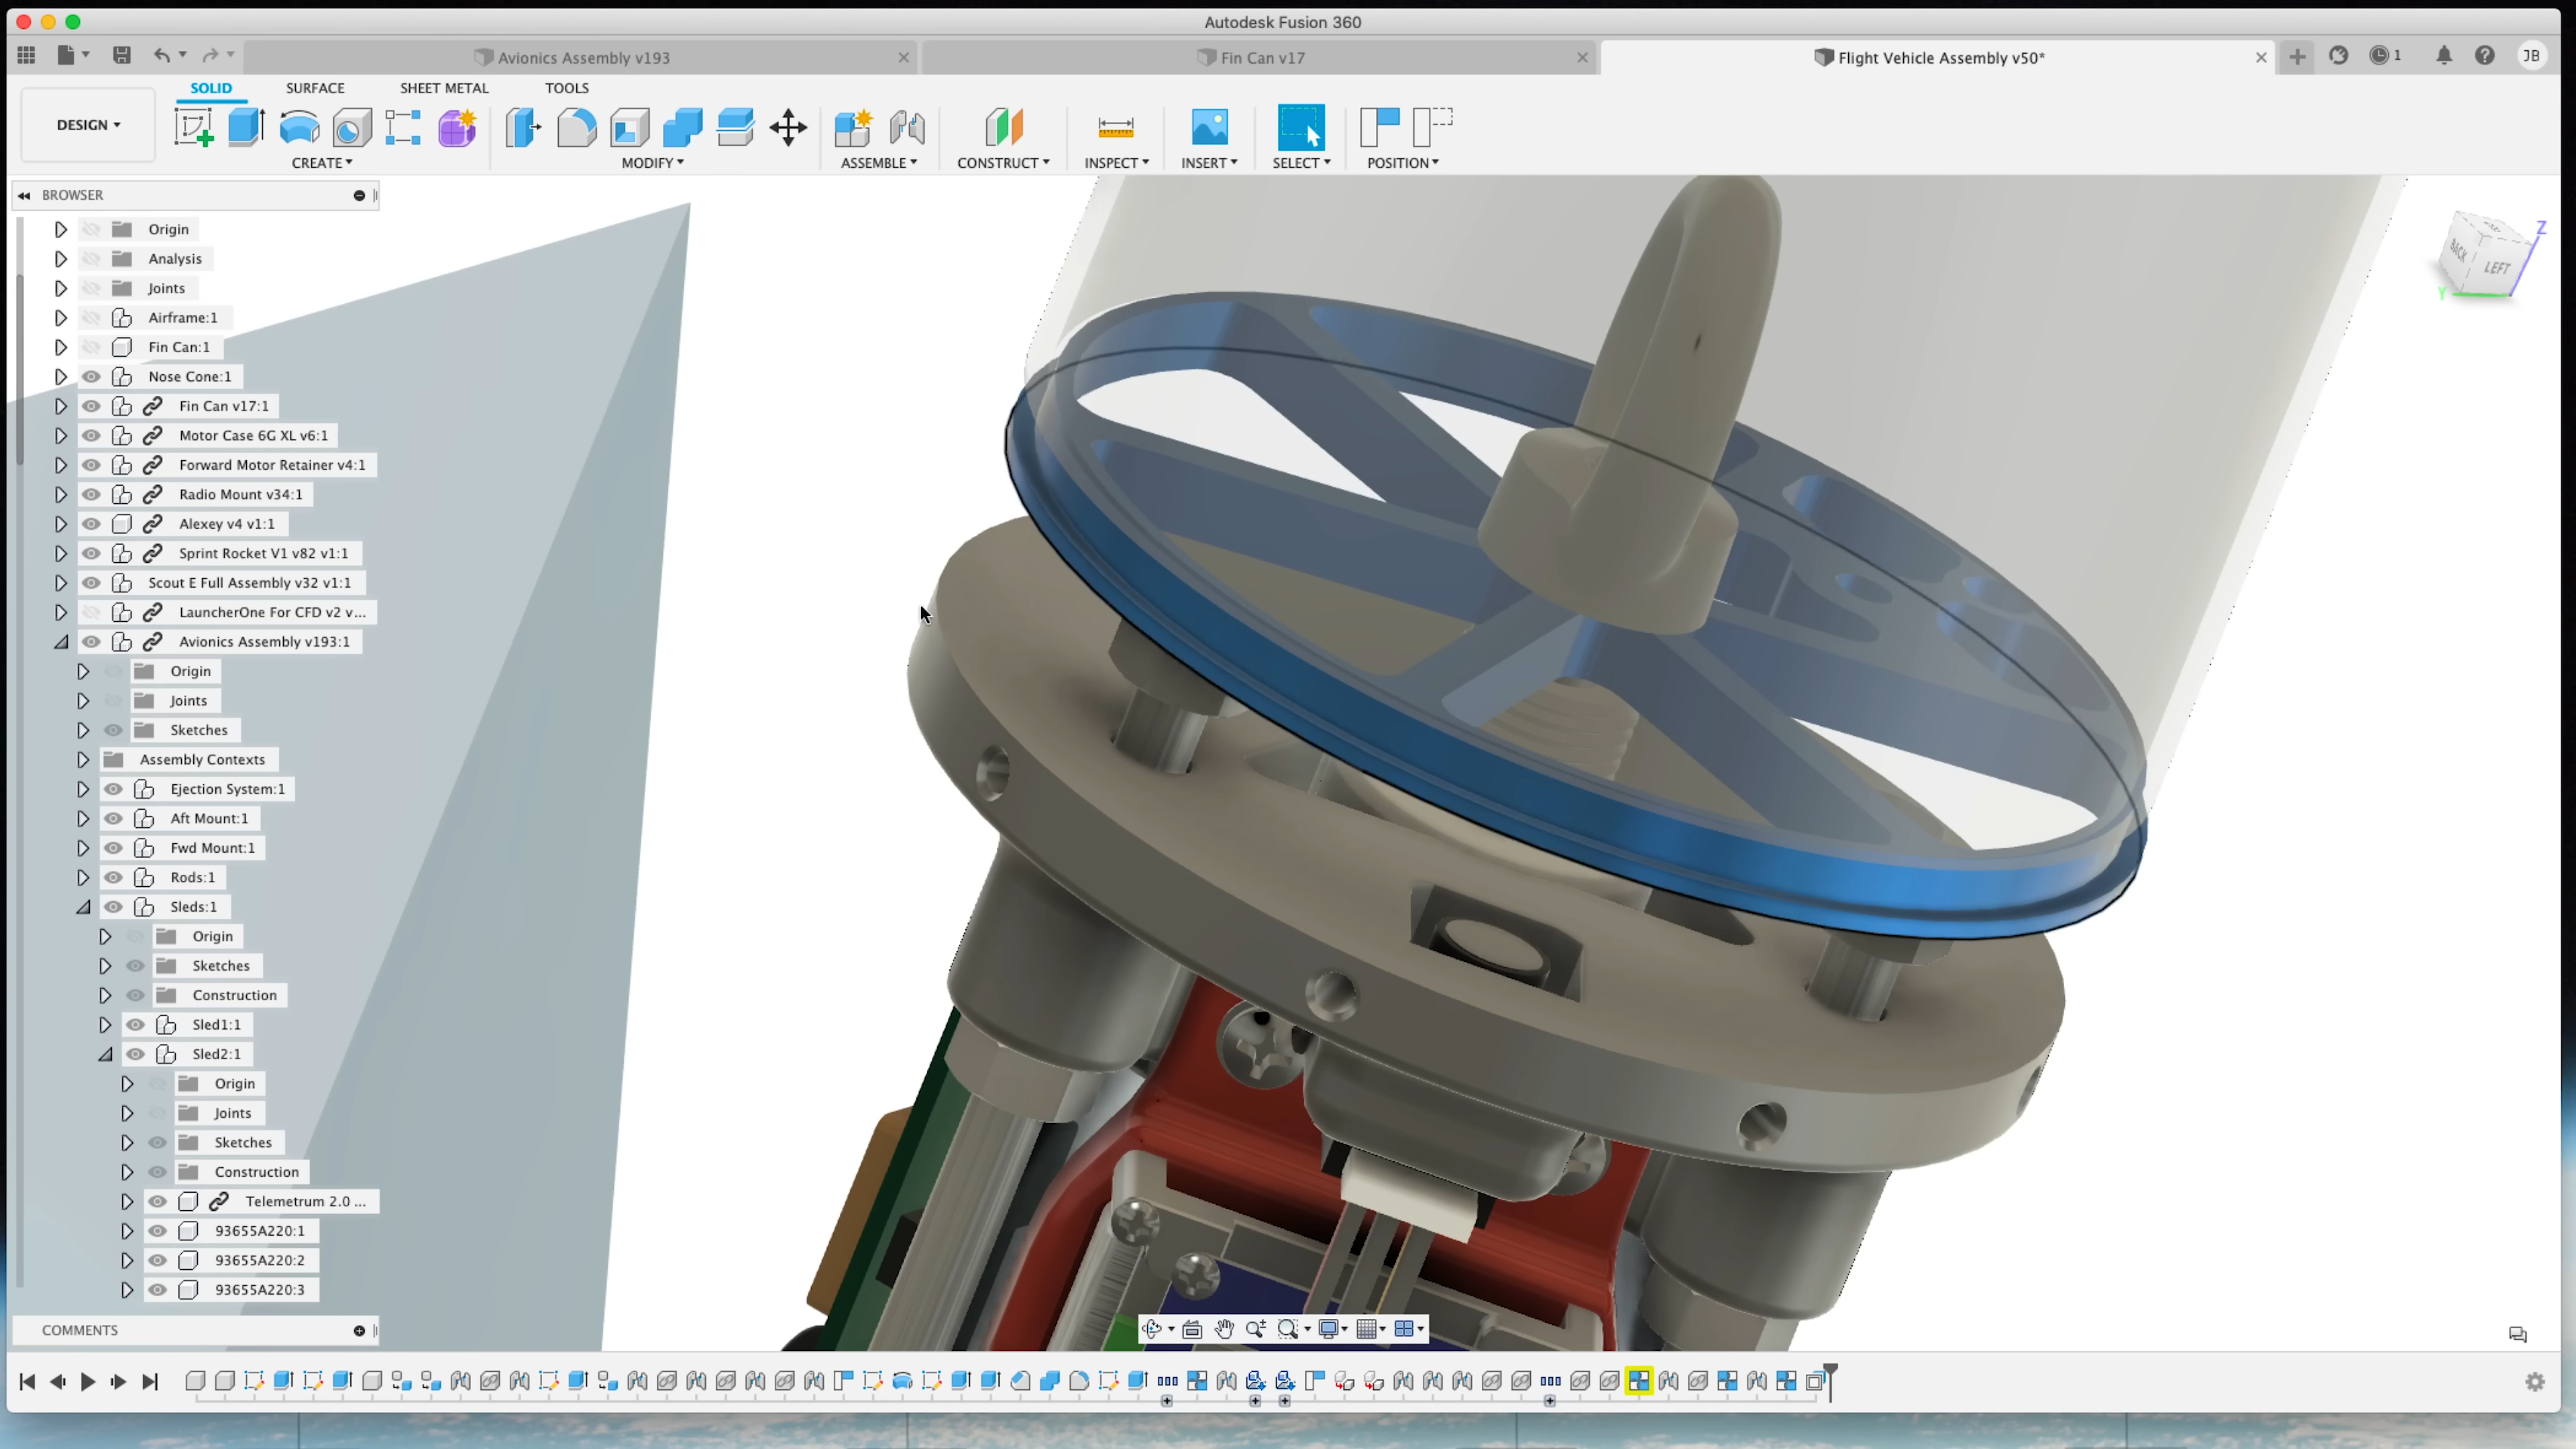 Autodesk Fusion 360
Avionics Assembly v193
Fin Can v17
Flight Vehicle Assembly v50*
1
JB
DESIGN
SOLID
SURFACE
SHEET METAL
TOOLS
CREATE
MODIFY
ASSEMBLE
CONSTRUCT
INSPECT
INSERT
SELECT
POSITION
BROWSER
Origin
Analysis
Joints
Airframe:1
Fin Can:1
Nose Cone:1
Fin Can v17:1
Motor Case 6G XL v6:1
Forward Motor Retainer v4:1
Radio Mount v34:1
Alexey v4 v1:1
Sprint Rocket V1 v82 v1:1
Scout E Full Assembly v32 v1:1
LauncherOne For CFD v2 v...
Avionics Assembly v193:1
Origin
Joints
Sketches
Assembly Contexts
Ejection System:1
Aft Mount:1
Fwd Mount:1
Rods:1
Sleds:1
Origin
Sketches
Construction
Sled1:1
Sled2:1
Origin
Joints
Sketches
Construction
Telemetrum 2.0 ...
93655A220:1
93655A220:2
93655A220:3
COMMENTS
Z
BACK
LEFT
Y